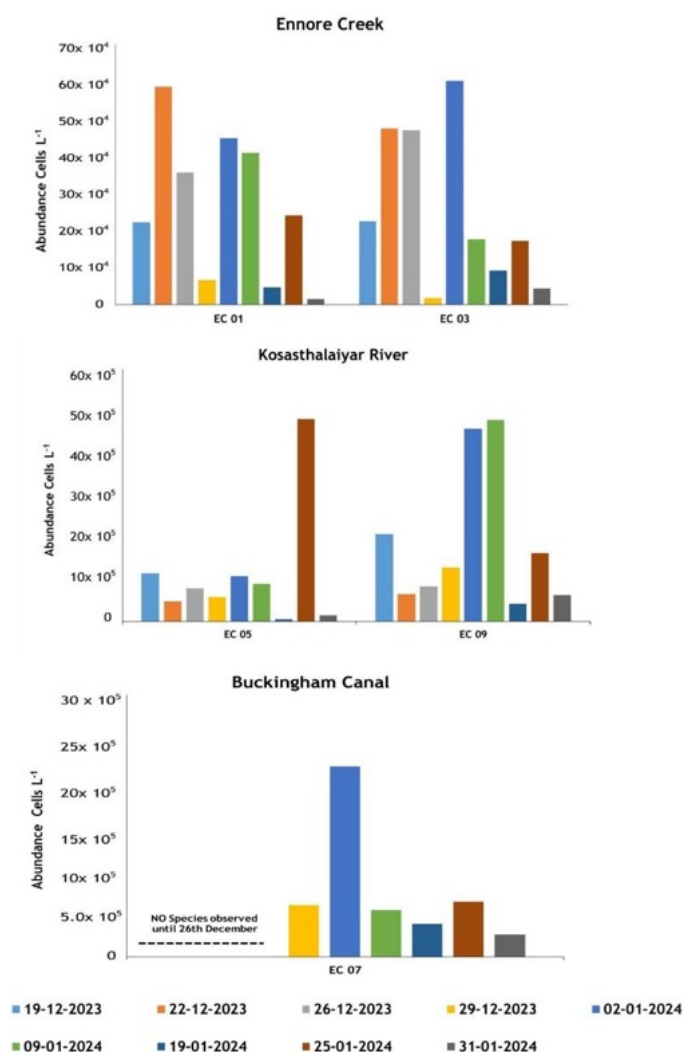 Ennore Creek
Abundance Cells L⁻¹
70x 10⁴
60x 10⁴
50x 10⁴
40x 10⁴
30x 10⁴
20x 10⁴
10x 10⁴
0
EC 01 EC 03
Kosasthalaiyar River
Abundance Cells L⁻¹
60x 10⁵
50x 10⁵
40x 10⁵
30x 10⁵
20x 10⁵
10x 10⁵
0
EC 05 EC 09
Buckingham Canal
Abundance Cells L⁻¹
30 x 10⁵
25x 10⁵
20x 10⁵
15x 10⁵
10x 10⁵
5.0x 10⁵
0
NO Species observed
until 26th December
EC 07
19-12-2023 22-12-2023 26-12-2023 29-12-2023 02-01-2024
09-01-2024 19-01-2024 25-01-2024 31-01-2024